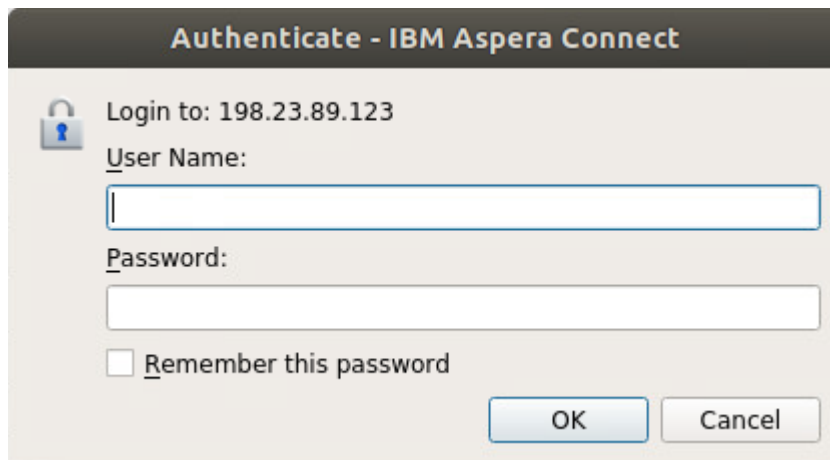 Authenticate - IBM Aspera Connect
Login to: 198.23.89.123
User Name:
Password:
Remember this password
OK
Cancel